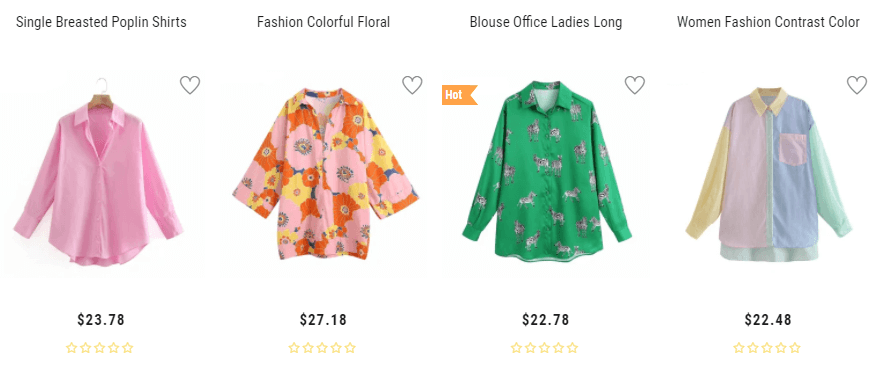 Single Breasted Poplin Shirts
Fashion Colorful Floral
Blouse Office Ladies Long
Women Fashion Contrast Color
Hot
$23.78
$27.18
$22.78
$22.48